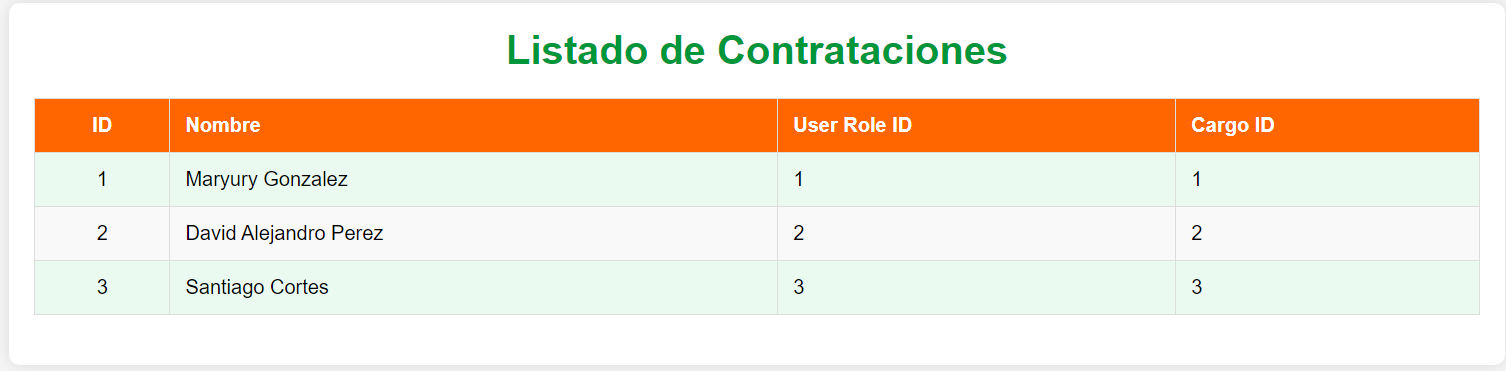 Listado de Contrataciones
ID Nombre User Role ID Cargo ID
1 Maryury Gonzalez 1 1
2 David Alejandro Perez 2 2
3 Santiago Cortes 3 3